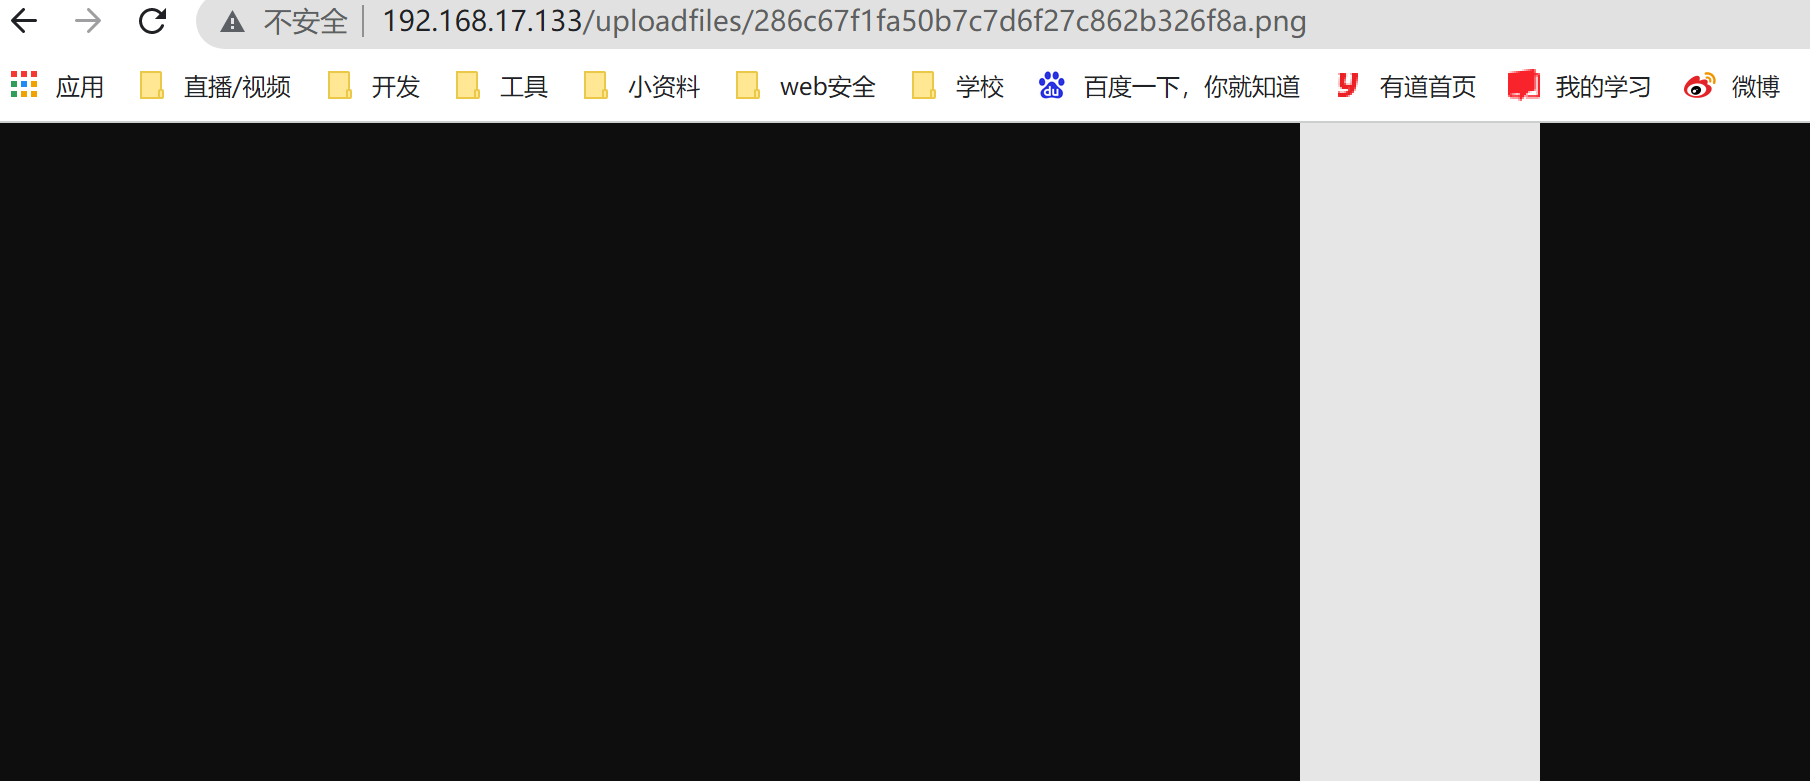 不安全 192.168.17.133/uploadfiles/286c67f1fa50b7c7d6f27c862b326f8a.png
应用 直播/视频 开发 工具 小资料 web安全 学校 du 百度一下，你就知道 y 有道首页 我的学习 微博